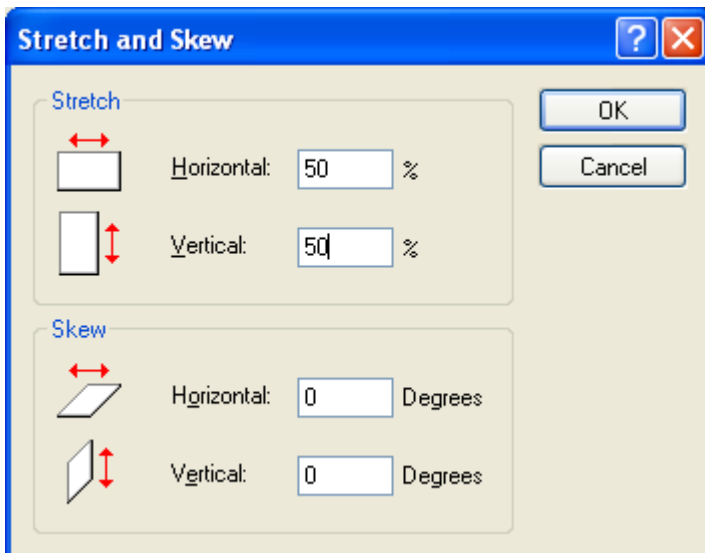 Stretch and Skew
?
Stretch
OK
Horizontal: 50 %
Cancel
Vertical: 50 %
Skew
Horizontal: 0 Degrees
Vertical: 0 Degrees